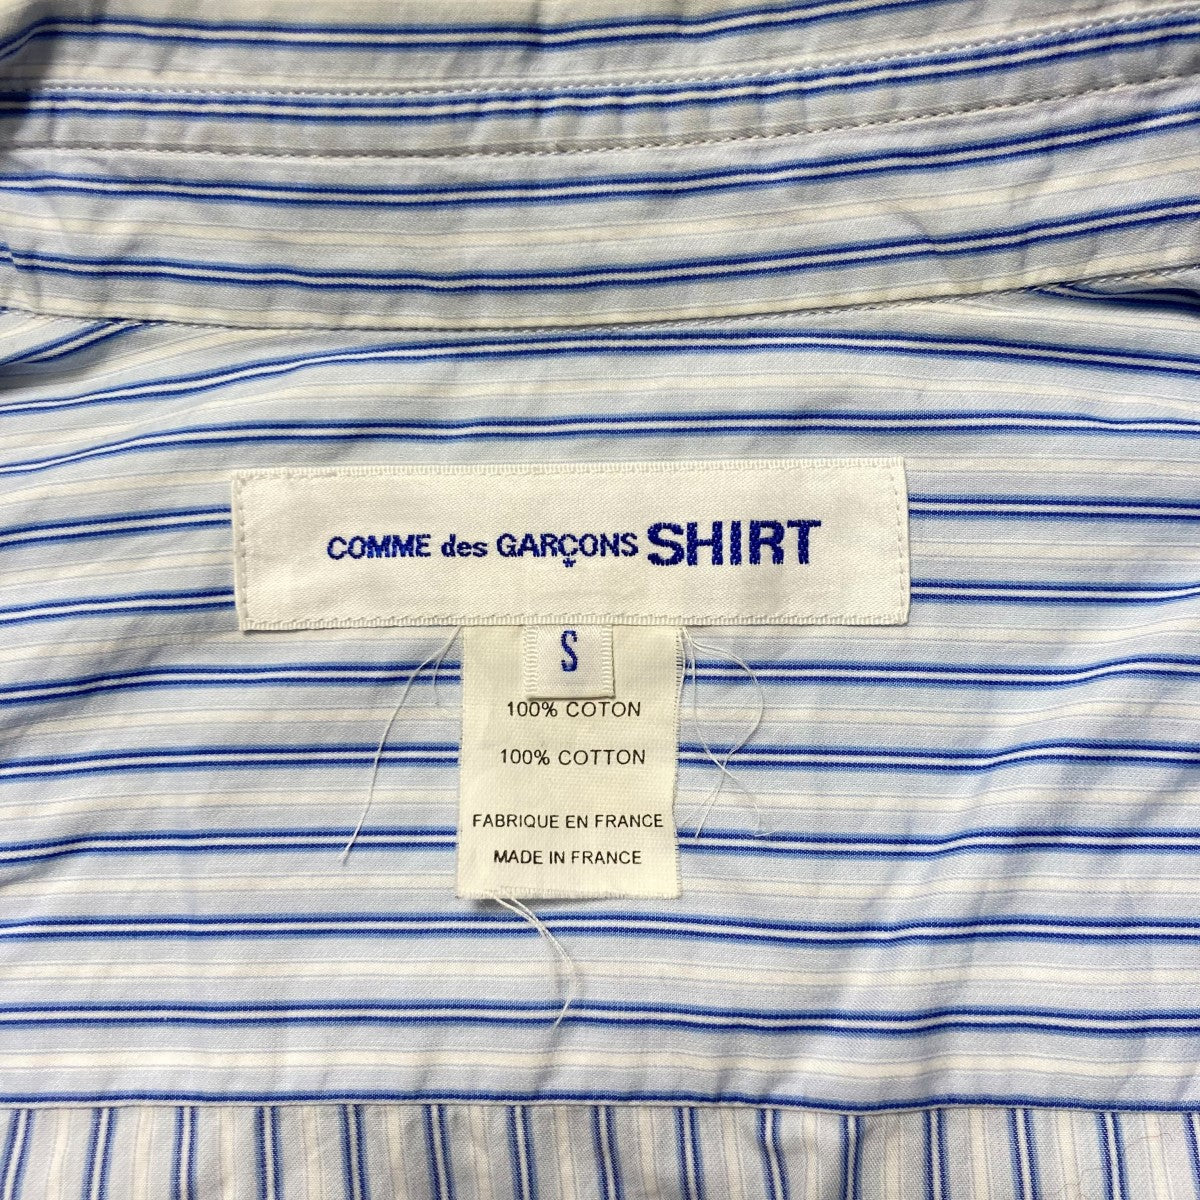 COMME des GARÇONS SHIRT
*
S
100% COTON
100% COTTON
FABRIQUE EN FRANCE
MADE IN FRANCE